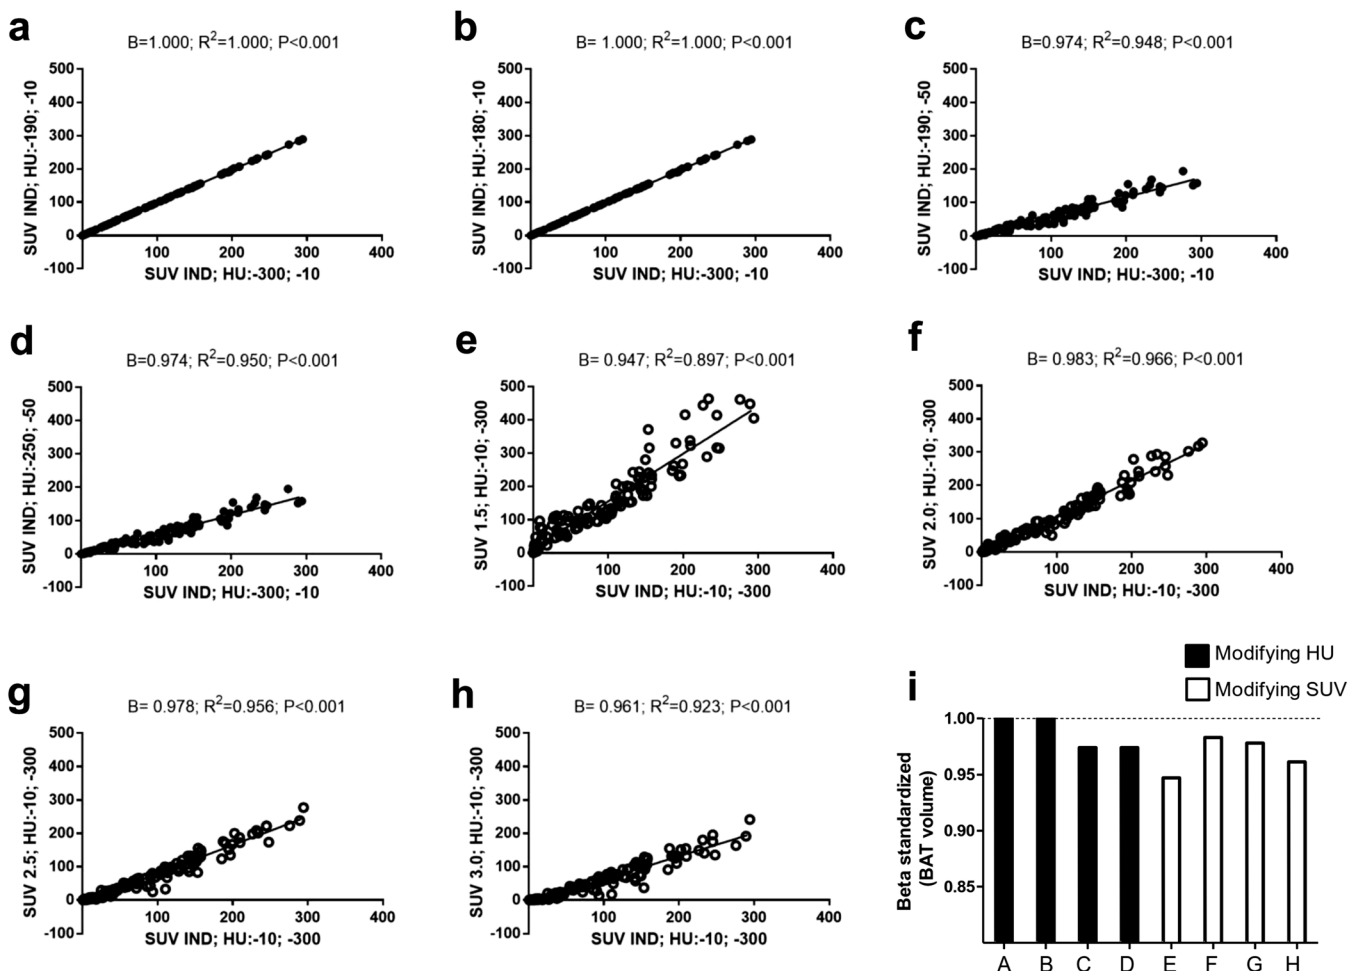 a
B=1.000; R²=1.000; P<0.001
SUV IND; HU:-190; -10
500
400
300
200
100
0
-100
100
200
300
400
SUV IND; HU:-300; -10
b
B= 1.000; R²=1.000; P<0.001
SUV IND; HU:-180; -10
500
400
300
200
100
0
-100
100
200
300
400
SUV IND; HU:-300; -10
c
B=0.974; R²=0.948; P<0.001
SUV IND; HU:-190; -50
500
400
300
200
100
0
-100
100
200
300
400
SUV IND; HU:-300; -10
d
B=0.974; R²=0.950; P<0.001
SUV IND; HU:-250; -50
500
400
300
200
100
0
-100
100
200
300
400
SUV IND; HU:-300; -10
e
B= 0.947; R²=0.897; P<0.001
SUV 1.5; HU:-10; -300
500
400
300
200
100
0
-100
100
200
300
400
SUV IND; HU:-10; -300
f
B= 0.983; R²=0.966; P<0.001
SUV 2.0; HU:-10; -300
500
400
300
200
100
0
-100
100
200
300
400
SUV IND; HU:-10; -300
g
B= 0.978; R²=0.956; P<0.001
SUV 2.5; HU:-10; -300
500
400
300
200
100
0
-100
100
200
300
400
SUV IND; HU:-10; -300
h
B= 0.961; R²=0.923; P<0.001
SUV 3.0; HU:-10; -300
500
400
300
200
100
0
-100
100
200
300
400
SUV IND; HU:-10; -300
i
Modifying HU
Modifying SUV
Beta standardized
(BAT volume)
1.00
0.95
0.90
0.85
A B C D E F G H